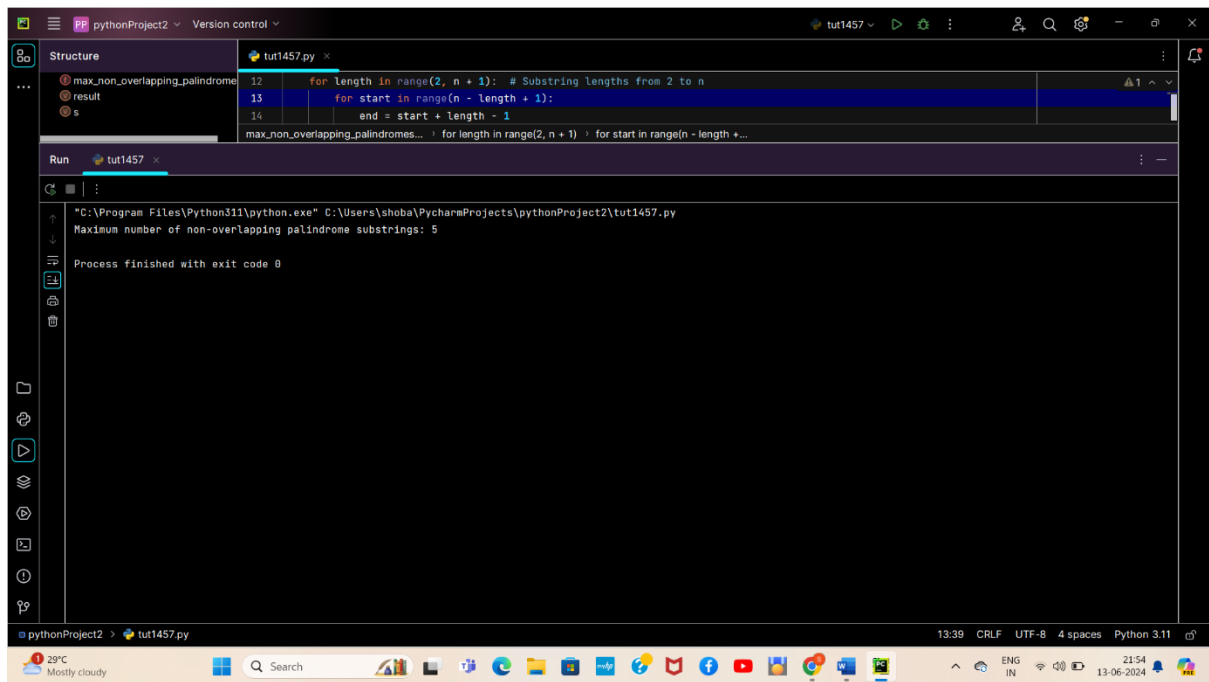 PC PP pythonProject2 Version control tut1457
Structure tut1457.py ×
max_non_overlapping_palindrome
result
s
12 for length in range(2, n + 1): # Substring lengths from 2 to n
13 for start in range(n - length + 1):
14 end = start + length - 1
1
max_non_overlapping_palindromes... › for length in range(2, n + 1) › for start in range(n - length +...
Run tut1457 ×
"C:\Program Files\Python311\python.exe" C:\Users\shoba\PycharmProjects\pythonProject2\tut1457.py
Maximum number of non-overlapping palindrome substrings: 5
Process finished with exit code 0
pythonProject2 > tut1457.py 13:39 CRLF UTF-8 4 spaces Python 3.11
1 29°C
Mostly cloudy
Search
ENG
IN
21:54
13-06-2024
PRE